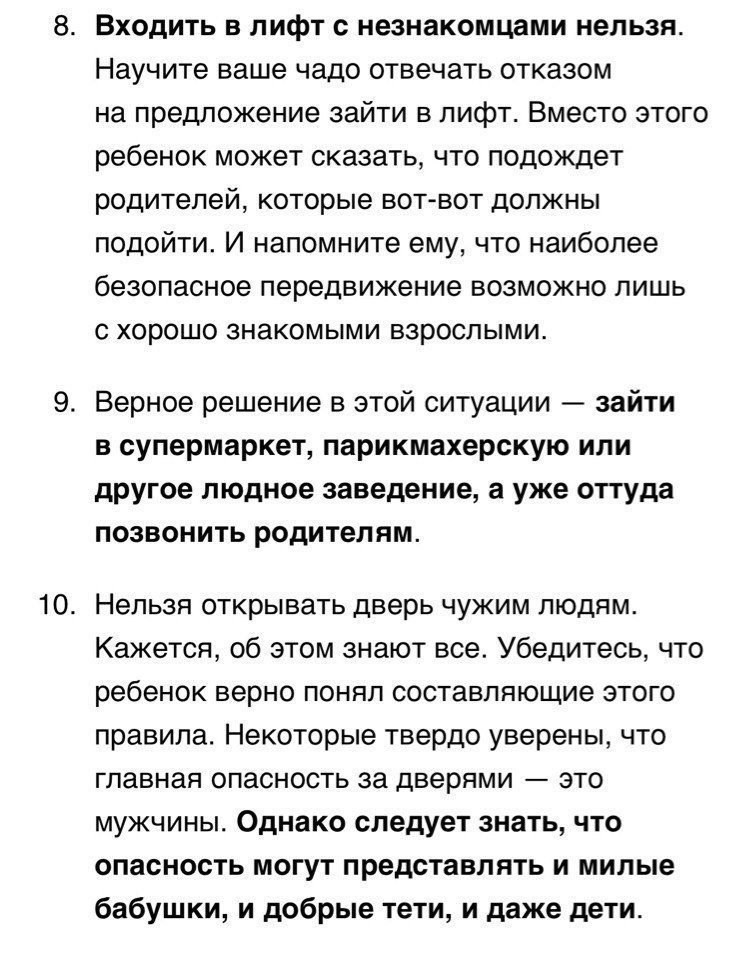 8. Входить в лифт с незнакомцами нельзя.
Научите ваше чадо отвечать отказом
на предложение зайти в лифт. Вместо этого
ребенок может сказать, что подождет
родителей, которые вот-вот должны
подойти. И напомните ему, что наиболее
безопасное передвижение возможно лишь
с хорошо знакомыми взрослыми.
9. Верное решение в этой ситуации — зайти
в супермаркет, парикмахерскую или
другое людное заведение, а уже оттуда
позвонить родителям.
10. Нельзя открывать дверь чужим людям.
Кажется, об этом знают все. Убедитесь, что
ребенок верно понял составляющие этого
правила. Некоторые твердо уверены, что
главная опасность за дверями — это
мужчины. Однако следует знать, что
опасность могут представлять и милые
бабушки, и добрые тети, и даже дети.